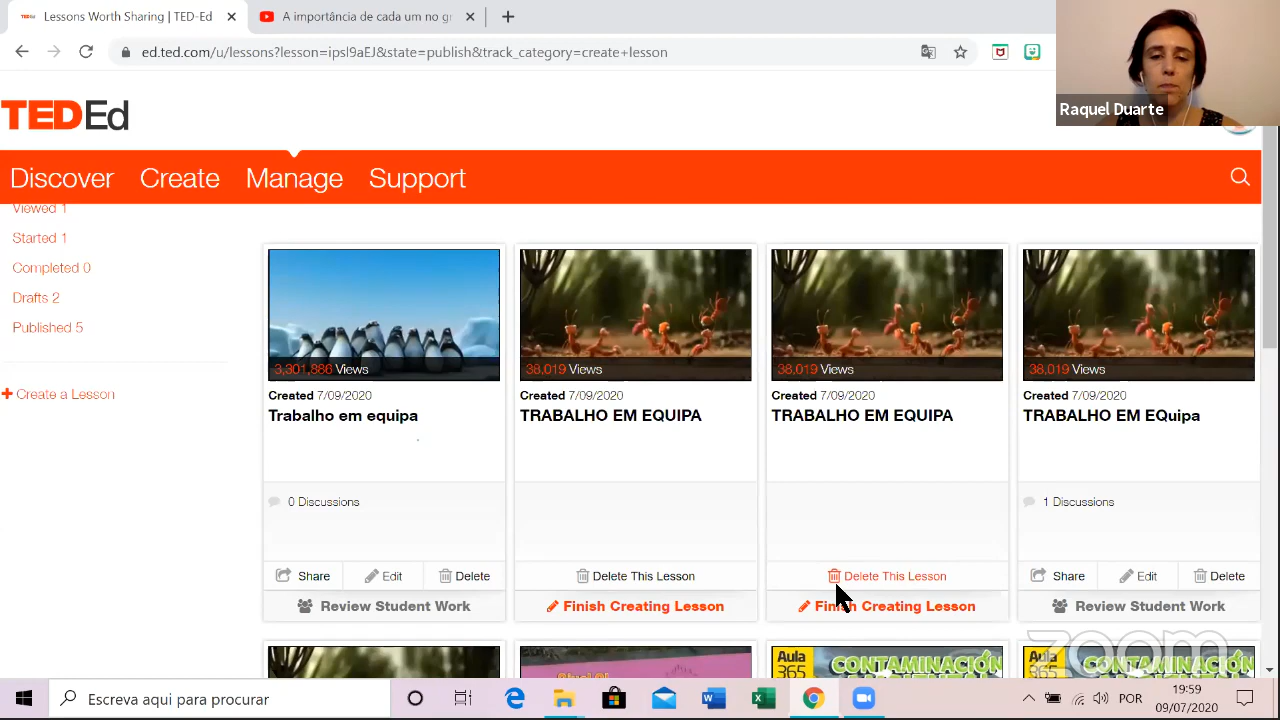 Lessons Worth Sharing | TED-Ed
A importância de cada um no gr
ed.ted.com/u/lessons?lesson=ipsl9aEJ&state=publish&track_category=create+lesson
Raquel Duarte
TEDEd
Discover Create Manage Support
Viewed 1
Started 1
Completed 0
Drafts 2
Published 5
Create a Lesson
3,301,886 Views
Created 7/09/2020
Trabalho em equipa
0 Discussions
Share Edit Delete
Review Student Work
38,019 Views
Created 7/09/2020
TRABALHO EM EQUIPA
Delete This Lesson
Finish Creating Lesson
38,019 Views
Created 7/09/2020
TRABALHO EM EQUIPA
Delete This Lesson
Finish Creating Lesson
38,019 Views
Created 7/09/2020
TRABALHO EM EQuipa
1 Discussions
Share Edit Delete
Review Student Work
Aula
365
CONTAMINACIÓN
Aula
365
CONTAMINACIÓN
zoom
Escreva aqui para procurar
POR
19:59
09/07/2020